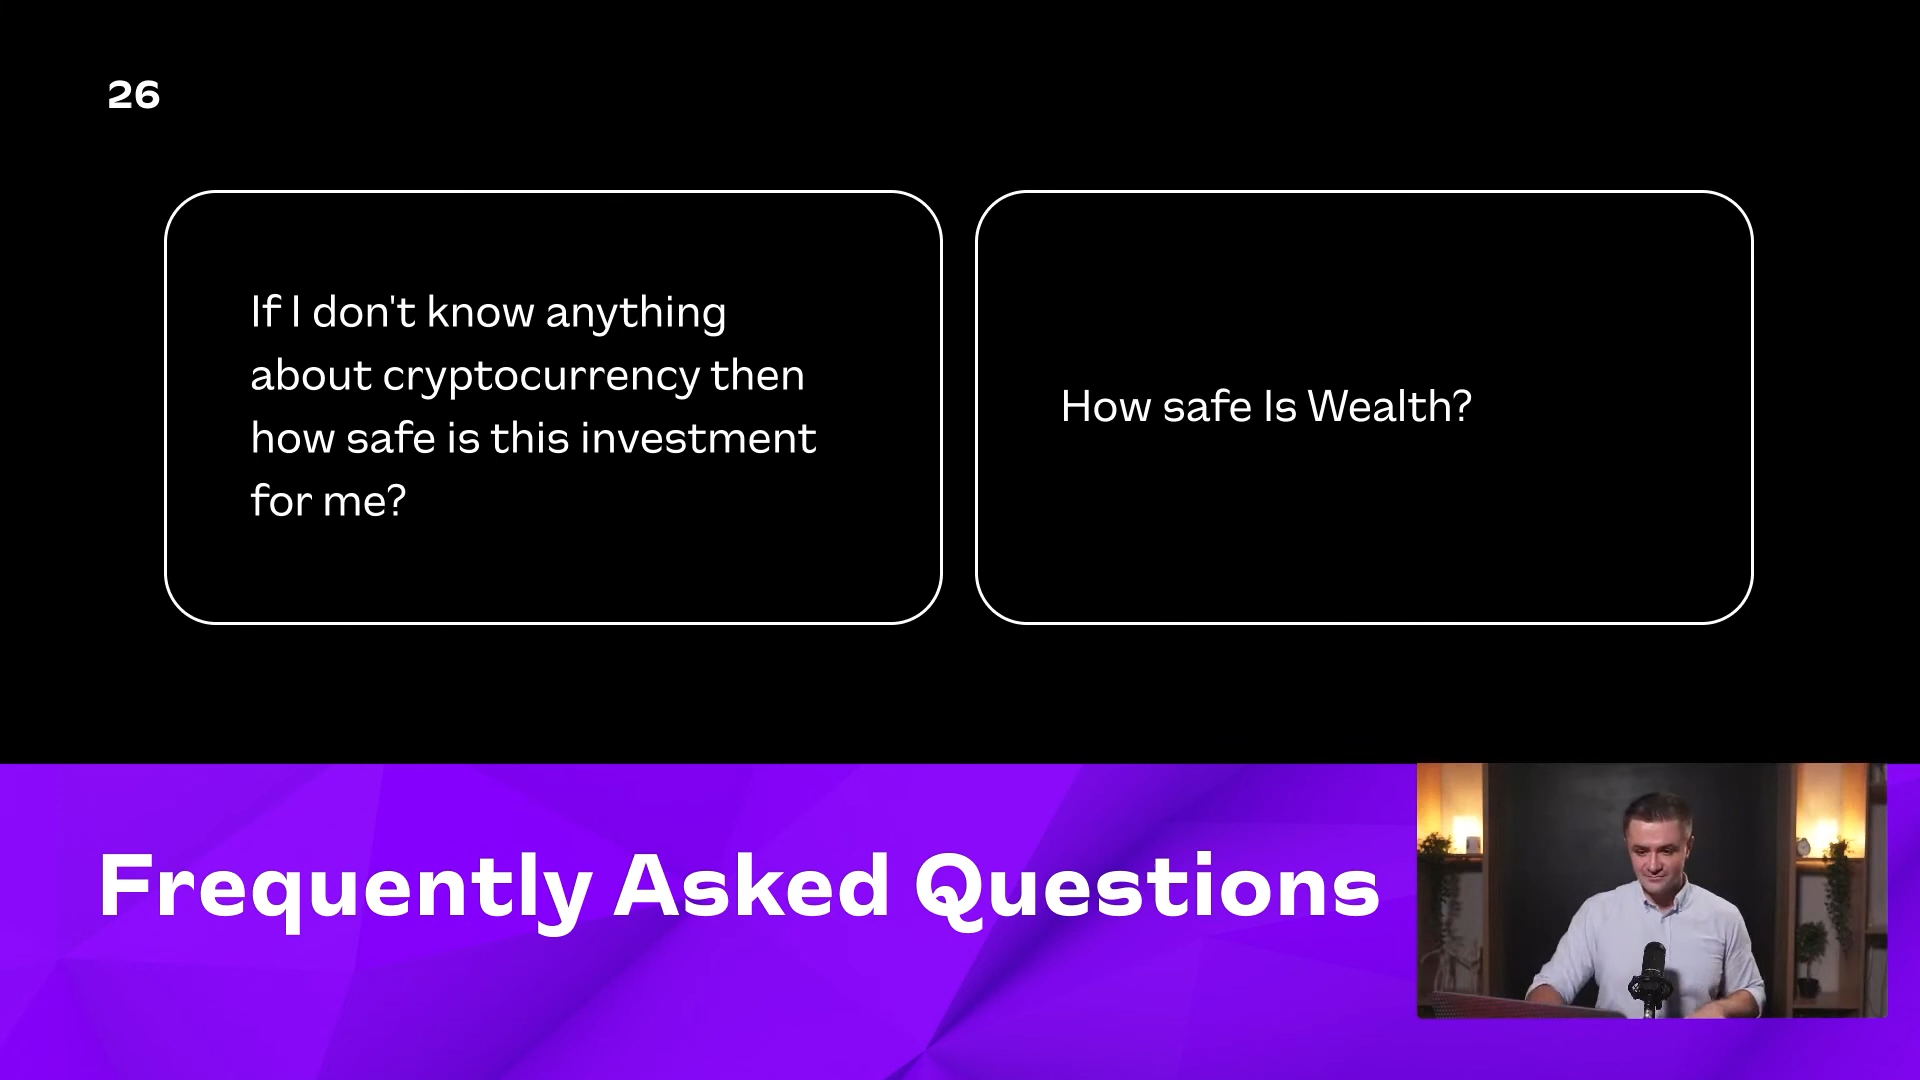 26
If I don't know anything
about cryptocurrency then
how safe is this investment
for me?
How safe Is Wealth?
Frequently Asked Questions